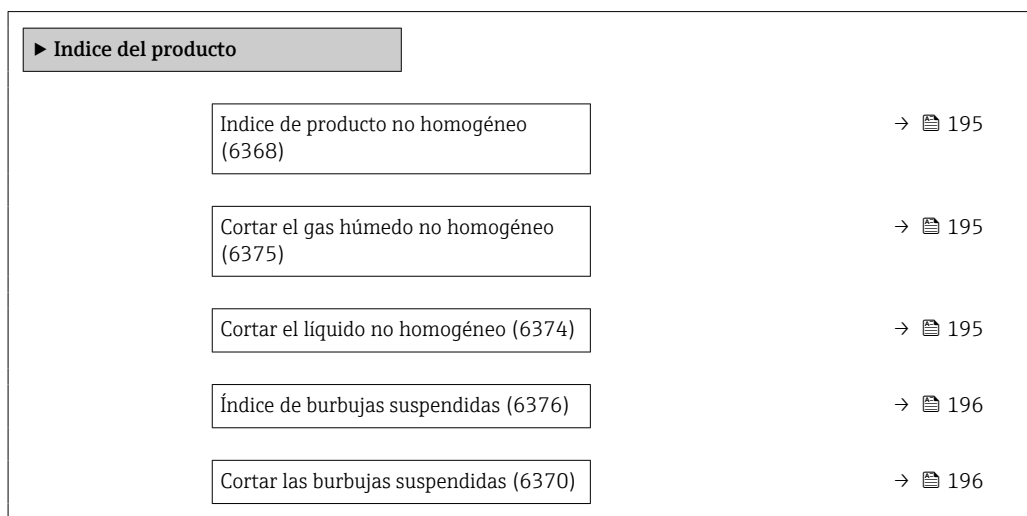 ▶ Indice del producto
Indice de producto no homogéneo
(6368)
→ 195
Cortar el gas húmedo no homogéneo
(6375)
→ 195
Cortar el líquido no homogéneo (6374)
→ 195
Índice de burbujas suspendidas (6376)
→ 196
Cortar las burbujas suspendidas (6370)
→ 196